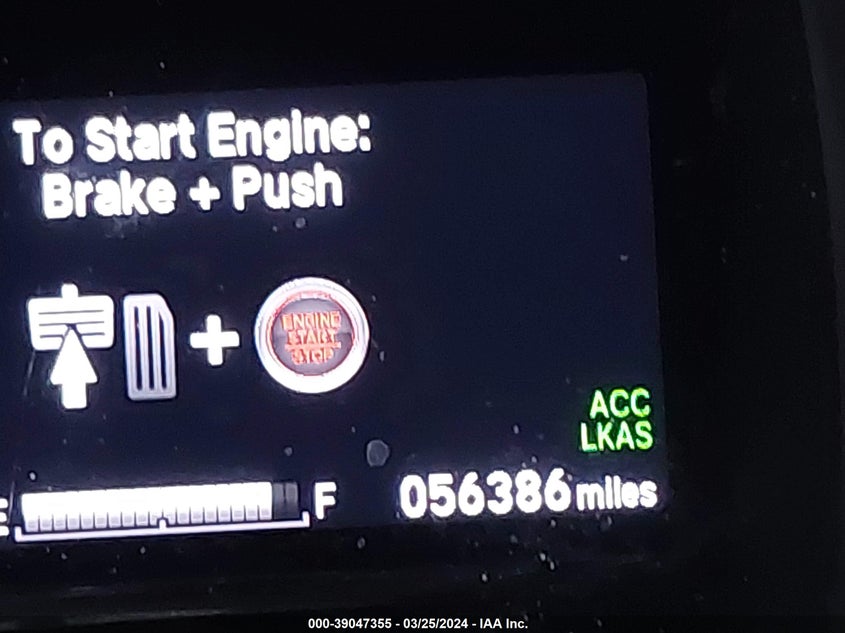 To Start Engine:
Brake + Push
ENGINE
START
STOP
ACC
LKAS
E
F
056386 miles
000-39047355 - 03/25/2024 - IAA Inc.